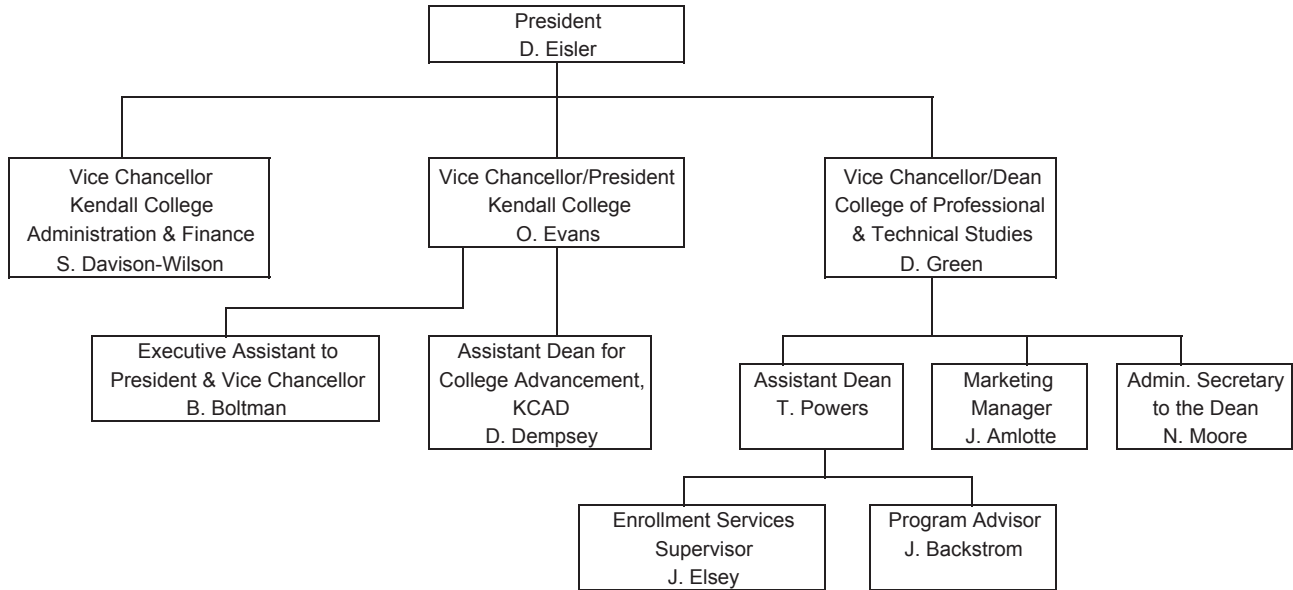 President
D. Eisler
Vice Chancellor
Kendall College
Administration & Finance
S. Davison-Wilson
Vice Chancellor/President
Kendall College
O. Evans
Vice Chancellor/Dean
College of Professional
& Technical Studies
D. Green
Executive Assistant to
President & Vice Chancellor
B. Boltman
Assistant Dean for
College Advancement,
KCAD
D. Dempsey
Assistant Dean
T. Powers
Marketing
Manager
J. Amlotte
Admin. Secretary
to the Dean
N. Moore
Enrollment Services
Supervisor
J. Elsey
Program Advisor
J. Backstrom